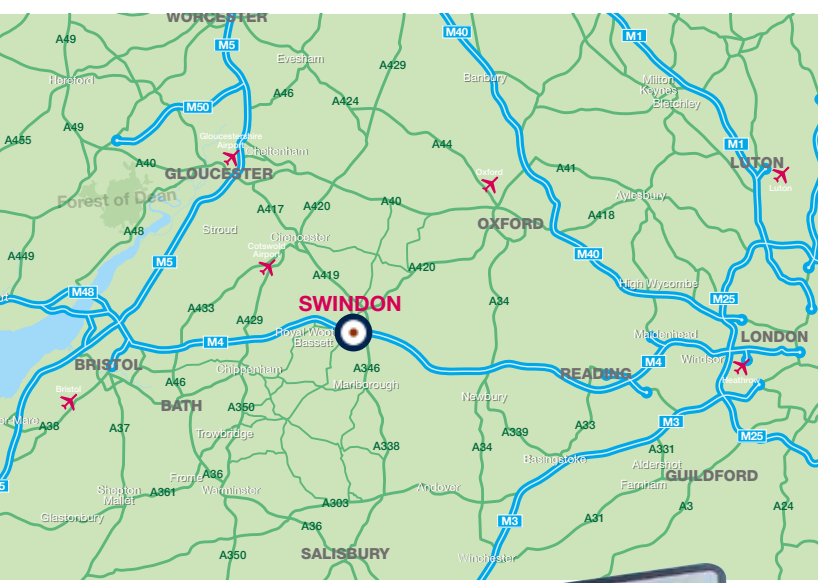 WORCESTER
M5
M40
M1
A49
Evesham
A429
Hereford
Banbury
Milton
Keynes
Bletchley
A46
A424
M50
A49
A455
Gloucestershire
Airport
Cheltenham
A44
M1
A40
GLOUCESTER
Oxford
A41
LUTON
Luton
Forest of Dean
Aylesbury
A417
A420
A40
A418
A48
Stroud
Cirencester
OXFORD
Cotswold
Airport
A449
M5
A419
A420
M40
High Wycombe
M48
A433
SWINDON
A34
M25
A429
Royal Woot
Bassett
M4
Maidenhead
LONDON
BRISTOL
Chippenham
A346
READING
M4
Windsor
Heathrow
A46
Marlborough
Bristol
BATH
A350
Newbury
A38
A37
Trowbridge
A339
A33
M3
M25
A338
A34
A331
Basingstoke
Aldershot
GUILDFORD
Frome
A36
Farnham
Shepton
Mallet
A361
Warminster
Andover
A303
A3
A24
Glastonbury
A36
M3
A31
A350
SALISBURY
Winchester